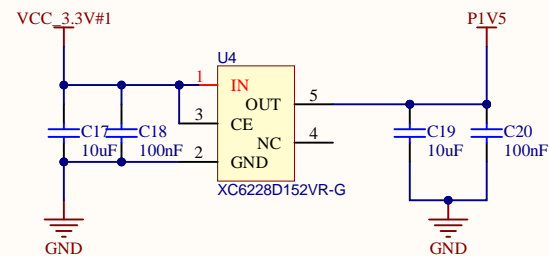 VCC_3.3V#1
P1V5
U4
1
IN
OUT
5
3
CE
NC
4
2
GND
C17
10uF
C18
100nF
C19
10uF
C20
100nF
XC6228D152VR-G
GND
GND